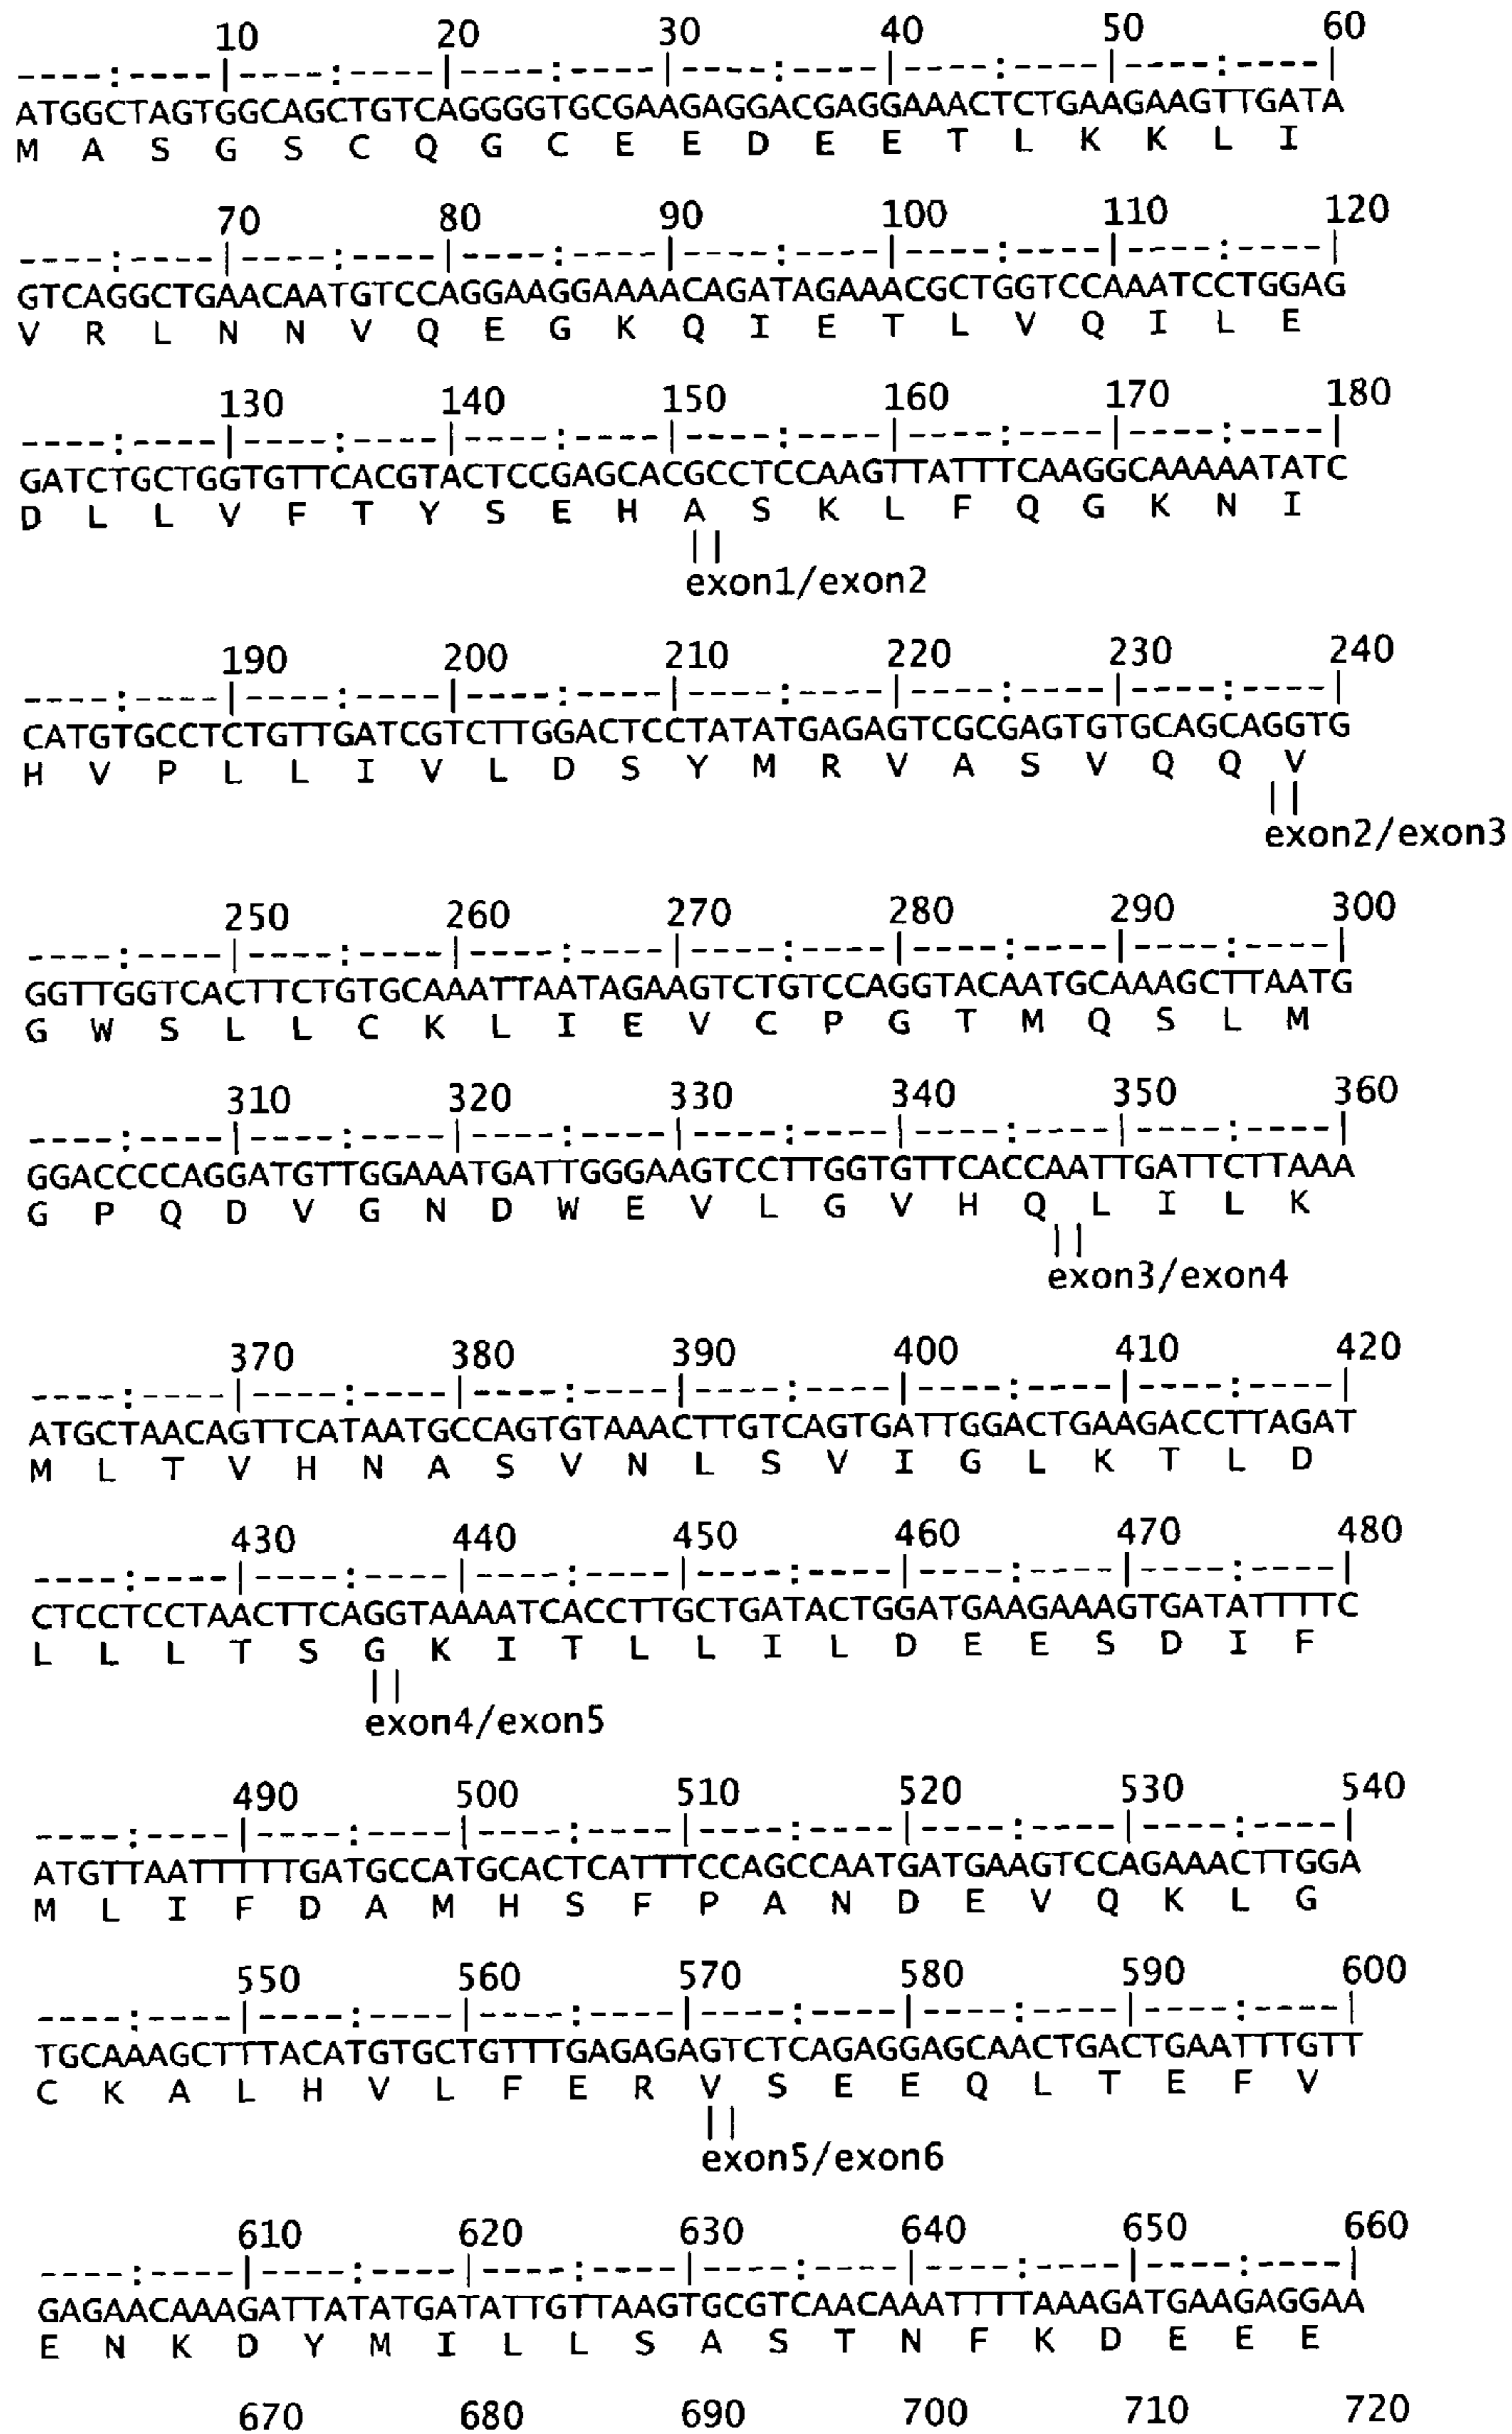 10 20 30 40 50 60
----:----|----:----|----:----|----:----|----:----|----:----|
ATGGCTAGTGGCAGCTGTCAGGGGTGCGAAGAGGACGAGGAAACTCTGAAGAAGTTGATA
M A S G S C Q G C E E D E E T L K K L I
70 80 90 100 110 120
----:----|----:----|----:----|----:----|----:----|----:----|
GTCAGGCTGAACAATGTCCAGGAAGGAAAACAGATAGAAACGCTGGTCCAAATCCTGGAG
V R L N N V Q E G K Q I E T L V Q I L E
130 140 150 160 170 180
----:----|----:----|----:----|----:----|----:----|----:----|
GATCTGCTGGTGTTCACGTACTCCGAGCACGCCTCCAAGTTATTTCAAGGCAAAAATATC
D L L V F T Y S E H A S K L F Q G K N I
||
exon1/exon2
190 200 210 220 230 240
----:----|----:----|----:----|----:----|----:----|----:----|
CATGTGCCTCTGTTGATCGTCTTGGACTCCTATATGAGAGTCGCGAGTGTGCAGCAGGTG
H V P L L I V L D S Y M R V A S V Q Q V
||
exon2/exon3
250 260 270 280 290 300
----:----|----:----|----:----|----:----|----:----|----:----|
GGTTGGTCACTTCTGTGCAAATTAATAGAAGTCTGTCCAGGTACAATGCAAAGCTTAATG
G W S L L C K L I E V C P G T M Q S L M
310 320 330 340 350 360
----:----|----:----|----:----|----:----|----:----|----:----|
GGACCCCAGGATGTTGGAAATGATTGGGAAGTCCTTGGTGTTCACCAATTGATTCTTAAA
G P Q D V G N D W E V L G V H Q L I L K
||
exon3/exon4
370 380 390 400 410 420
----:----|----:----|----:----|----:----|----:----|----:----|
ATGCTAACAGTTCATAATGCCAGTGTAAACTTGTCAGTGATTGGACTGAAGACCTTAGAT
M L T V H N A S V N L S V I G L K T L D
430 440 450 460 470 480
----:----|----:----|----:----|----:----|----:----|----:----|
CTCCTCCTAACTTCAGGTAAAATCACCTTGCTGATACTGGATGAAGAAAGTGATATTTTC
L L L T S G K I T L L I L D E E S D I F
||
exon4/exon5
490 500 510 520 530 540
----:----|----:----|----:----|----:----|----:----|----:----|
ATGTTAATTTTTGATGCCATGCACTCATTTCCAGCCAATGATGAAGTCCAGAAACTTGGA
M L I F D A M H S F P A N D E V Q K L G
550 560 570 580 590 600
----:----|----:----|----:----|----:----|----:----|----:----|
TGCAAAGCTTTACATGTGCTGTTTGAGAGAGTCTCAGAGGAGCAACTGACTGAATTTGTT
C K A L H V L F E R V S E E Q L T E F V
||
exon5/exon6
610 620 630 640 650 660
----:----|----:----|----:----|----:----|----:----|----:----|
GAGAACAAAGATTATATGATATTGTTAAGTGCGTCAACAAATTTTAAAGATGAAGAGGAA
E N K D Y M I L L S A S T N F K D E E E
670 680 690 700 710 720